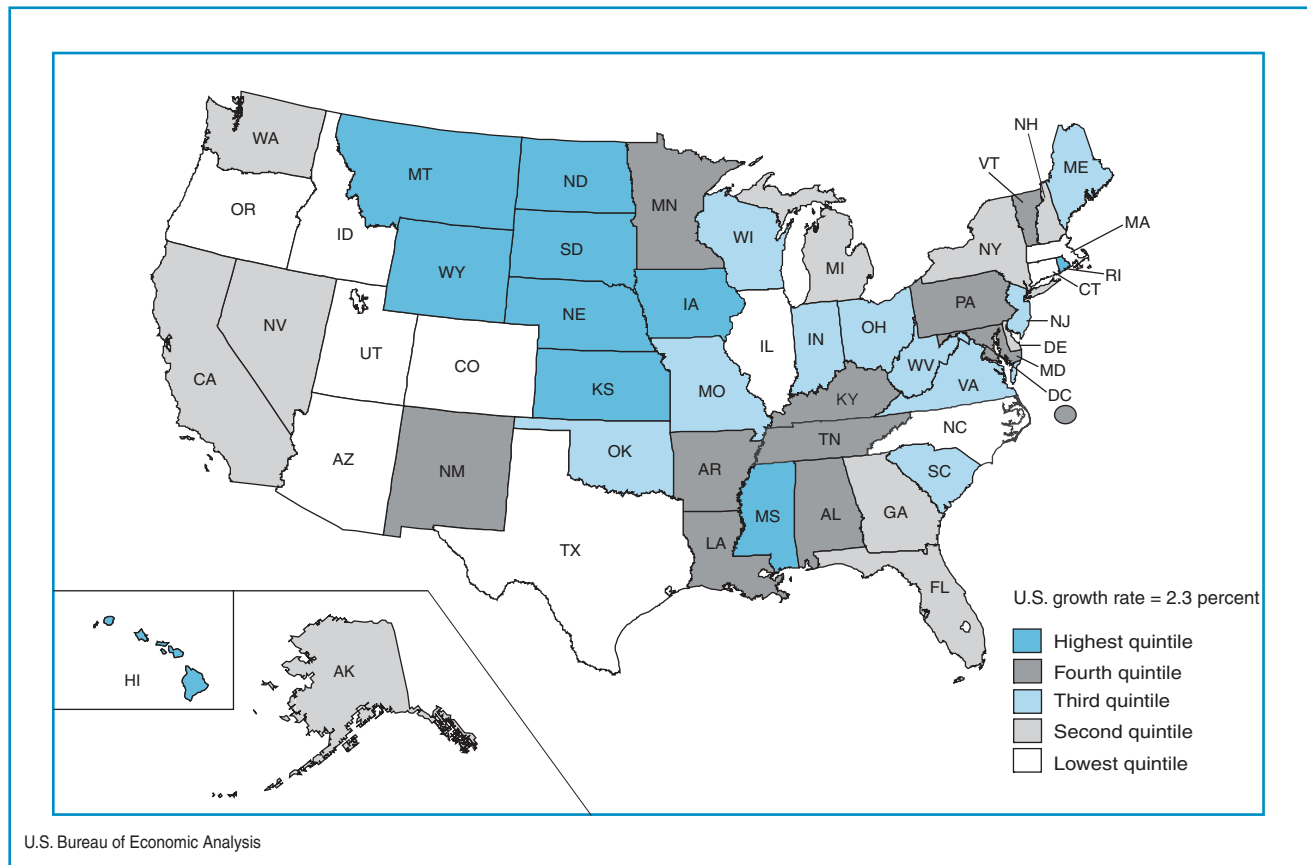 NH
WA
VT
ME
MT
ND
MN
OR
MA
ID
SD
WI
NY
WY
MI
RI
CT
IA
PA
NE
NJ
NV
IL
IN
OH
DE
UT
CO
MD
CA
WV
VA
KS
MO
DC
KY
NC
TN
OK
AZ
NM
AR
SC
MS
AL
GA
LA
TX
FL
U.S. growth rate = 2.3 percent
Highest quintile
Fourth quintile
AK
HI
Third quintile
Second quintile
Lowest quintile
U.S. Bureau of Economic Analysis